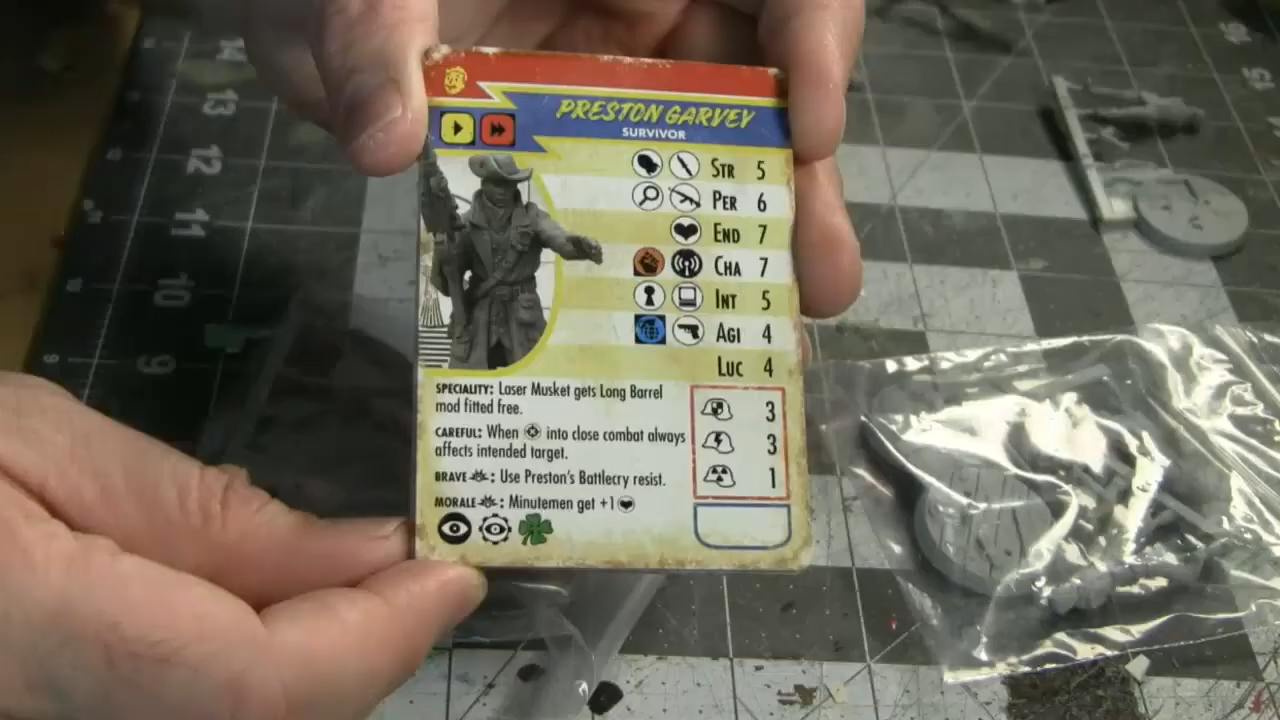 PRESTON GARVEY
SURVIVOR
STR 5
PER 6
END 7
CHA 7
INT 5
AGI 4
LUC 4
SPECIALITY: Laser Musket gets Long Barrel
mod fitted free.
CAREFUL: When into close combat always
affects intended target.
BRAVE : Use Preston's Battlecry resist.
MORALE : Minutemen get +1
3
3
1
14
13
12
11
10
9